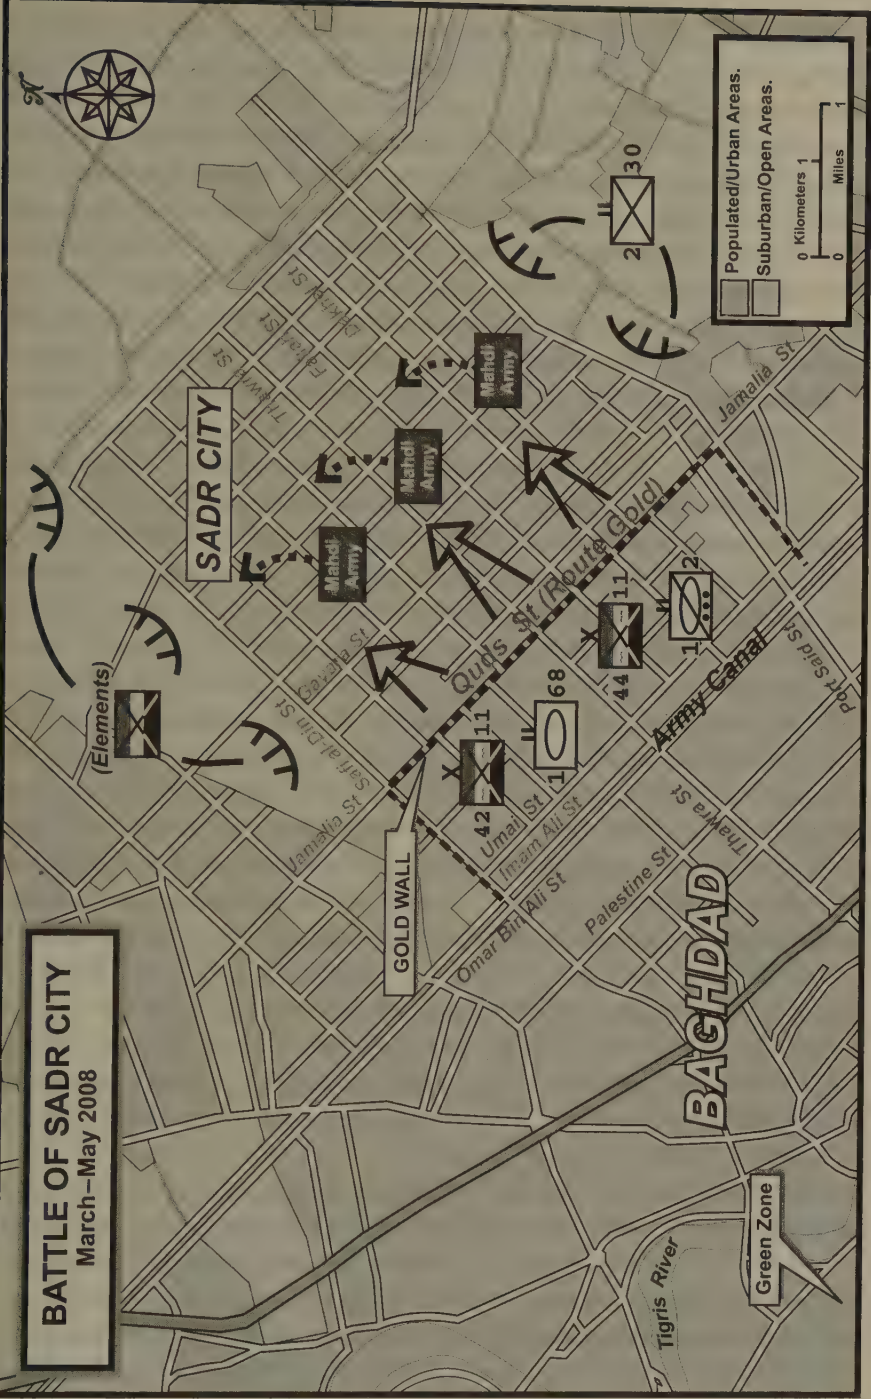 BATTLE OF SADR CITY
March–May 2008
N
(Elements)
SADR CITY
Mahdi
Army
Mahdi
Army
Mahdi
Army
Thawra St
Fallah St
Dakhel St
Gayara St
Safi al-Din St
Jamalia St
Quds St (Route Gold)
GOLD WALL
X
42 11
1 68
X
44 11
1 2
2 30
Umali St
Imam Ali St
Omar Bin Ali St
Army Canal
Palestine St
Thawra St
Port Said St
Jamalia St
BAGHDAD
Tigris River
Green Zone
Populated/Urban Areas.
Suburban/Open Areas.
0 Kilometers 1
0 Miles 1